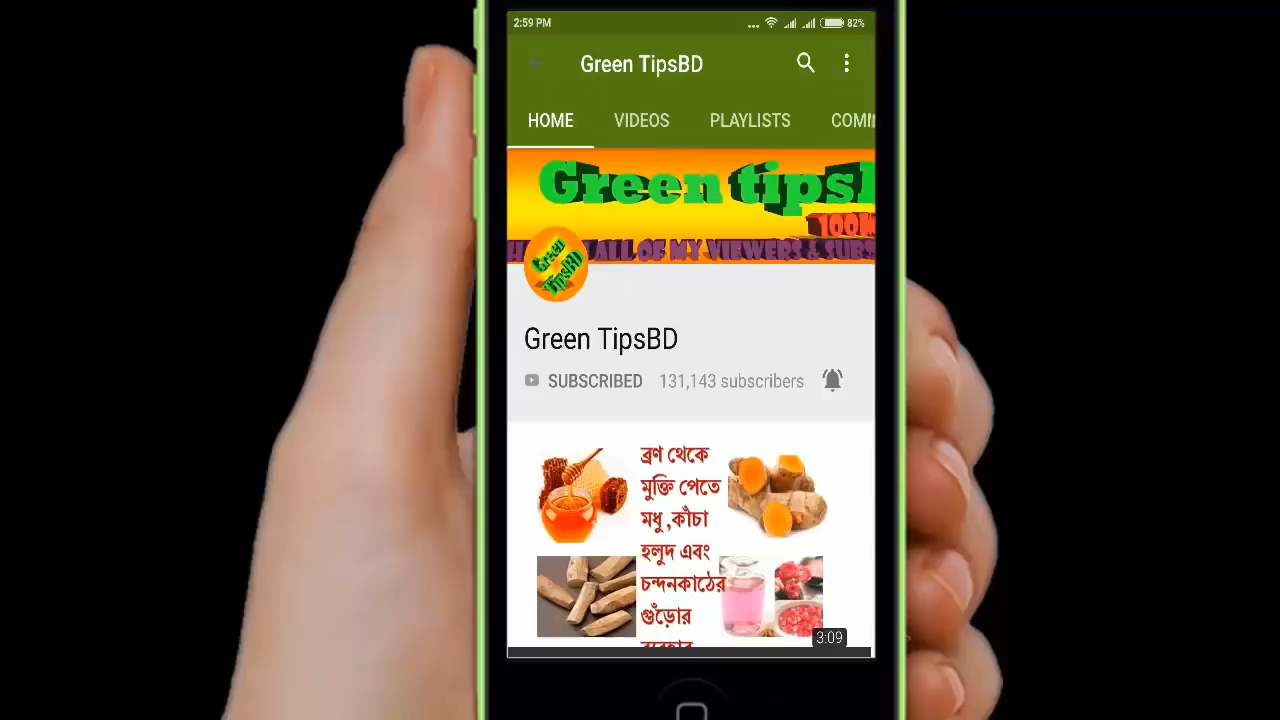 2:59 PM
82%
Green TipsBD
HOME VIDEOS PLAYLISTS
Green tips
100
ALL OF MY VIEWERS & SUBS
Green
TipsBD
Green TipsBD
SUBSCRIBED 131,143 subscribers
ব্রণ থেকে
মুক্তি পেতে
মধু ,কাঁচা
হলুদ এবং
চন্দনকাঠের
গুঁড়োর
3:09